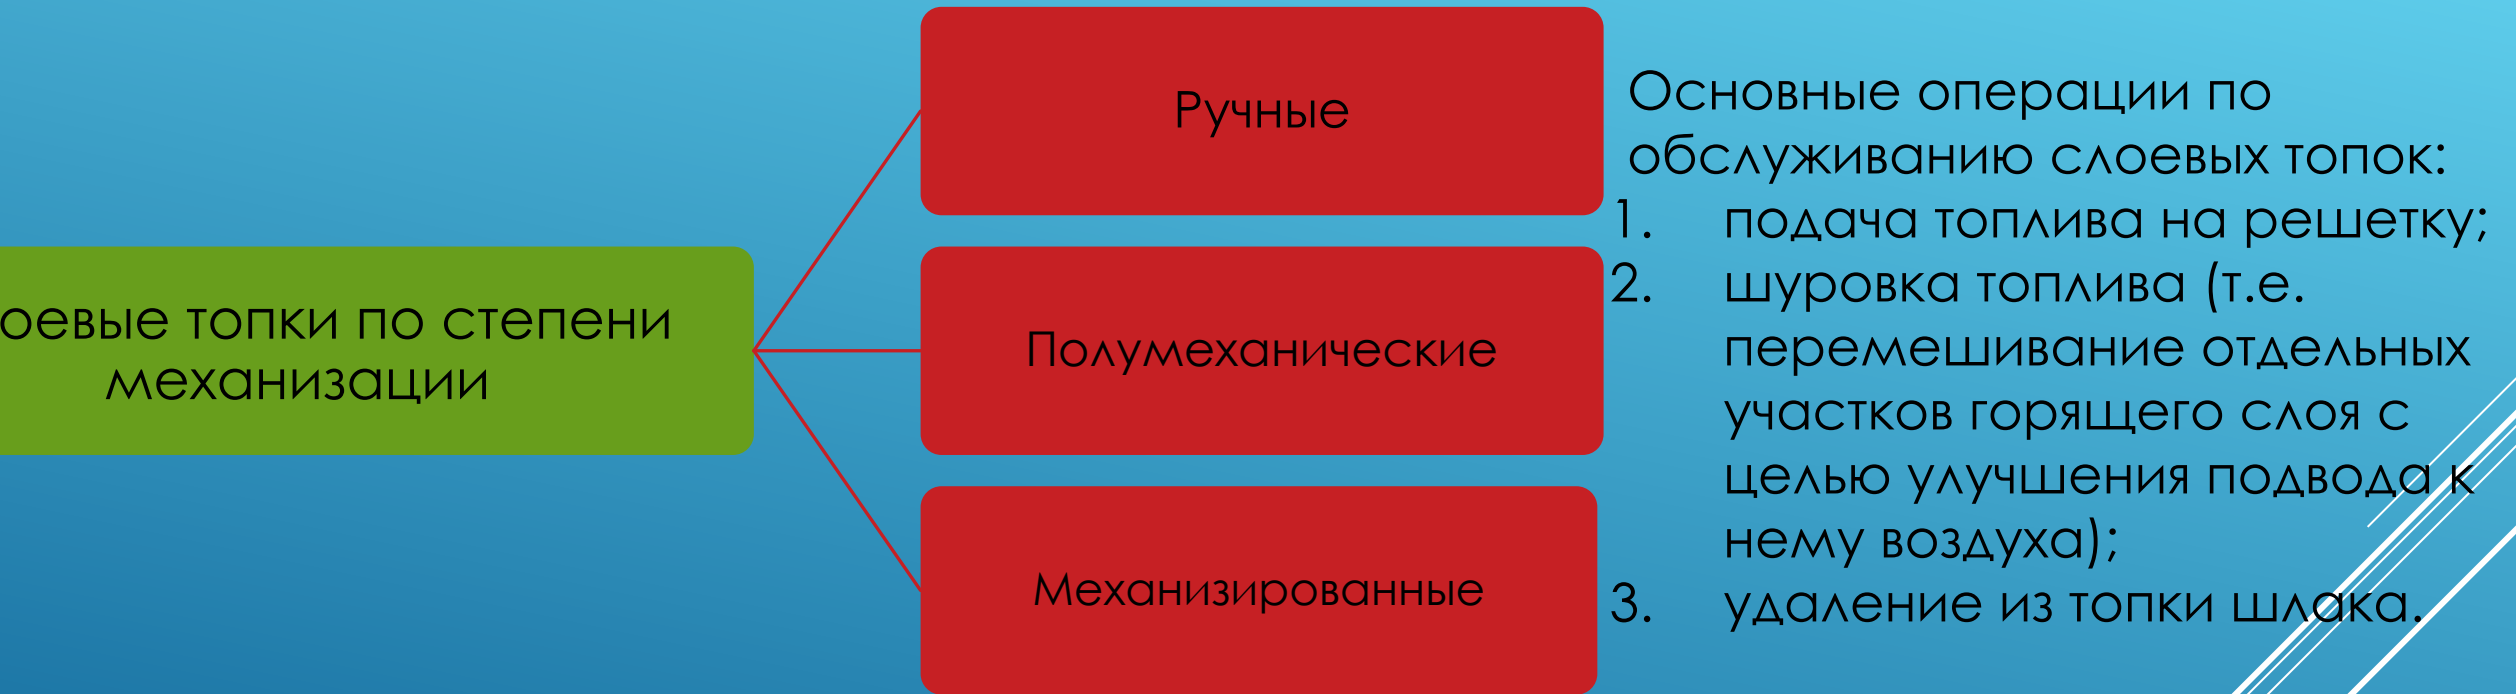 оевые топки по степени
механизации
Ручные
Полумеханические
Механизированные
Основные операции по
обслуживанию слоевых топок:
1. подача топлива на решетку;
2. шуровка топлива (т.е.
перемешивание отдельных
участков горящего слоя с
целью улучшения подвода к
нему воздуха);
3. удаление из топки шлака.